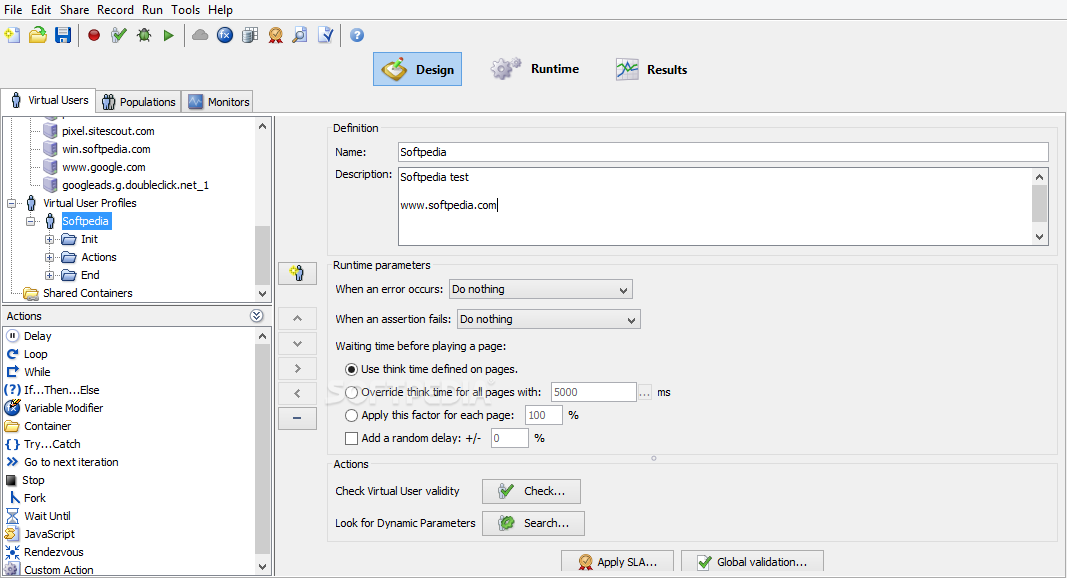 File Edit Share Record Run Tools Help
Design Runtime Results
Virtual Users Populations Monitors
pixel.sitescout.com
win.softpedia.com
www.google.com
googleads.g.doubleclick.net_1
Virtual User Profiles
Softpedia
Init
Actions
End
Shared Containers
Actions
Delay
Loop
While
If...Then...Else
Variable Modifier
Container
Try...Catch
Go to next iteration
Stop
Fork
Wait Until
JavaScript
Rendezvous
Custom Action
Definition
Name: Softpedia
Description: Softpedia test
www.softpedia.com
Runtime parameters
When an error occurs: Do nothing
When an assertion fails: Do nothing
Waiting time before playing a page:
Use think time defined on pages.
SOFTPEDIA
Override think time for all pages with: 5000 ... ms
Apply this factor for each page: 100 %
Add a random delay: +/- 0 %
Actions
Check Virtual User validity Check...
Look for Dynamic Parameters Search...
Apply SLA... Global validation...